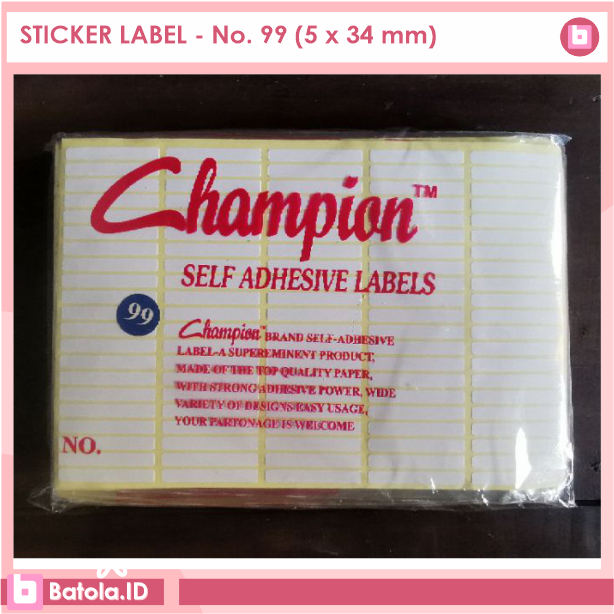 STICKER LABEL - No. 99 (5 x 34 mm)
Champion™
SELF ADHESIVE LABELS
99
Champion™ BRAND SELF-ADHESIVE
LABEL-A SUPEREMINENT PRODUCT,
MADE OF THE TOP QUALITY PAPER,
WITH STRONG ADHESIVE POWER, WIDE
VARIETY OF DESIGNS EASY USAGE,
YOUR PARTONAGE IS WELCOME
NO.
Batola.ID